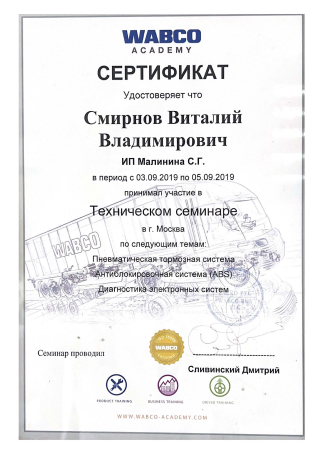 WABCO
ACADEMY
СЕРТИФИКАТ
Удостоверяет что
Смирнов Виталий
Владимирович
ИП Малинина С.Г.
в период с 03.09.2019 по 05.09.2019
принимал участие в
Техническом семинаре
в г. Москва
по следующим темам:
WABCO
Пневматическая тормозная система
Антиблокировочная система (ABS)
Диагностика электронных систем
WABCO
Семинар проводил
Сливинский Дмитрий
PRODUCT TRAINING
BUSINESS TRAINING
DRIVER TRAINING
WWW.WABCO-ACADEMY.COM